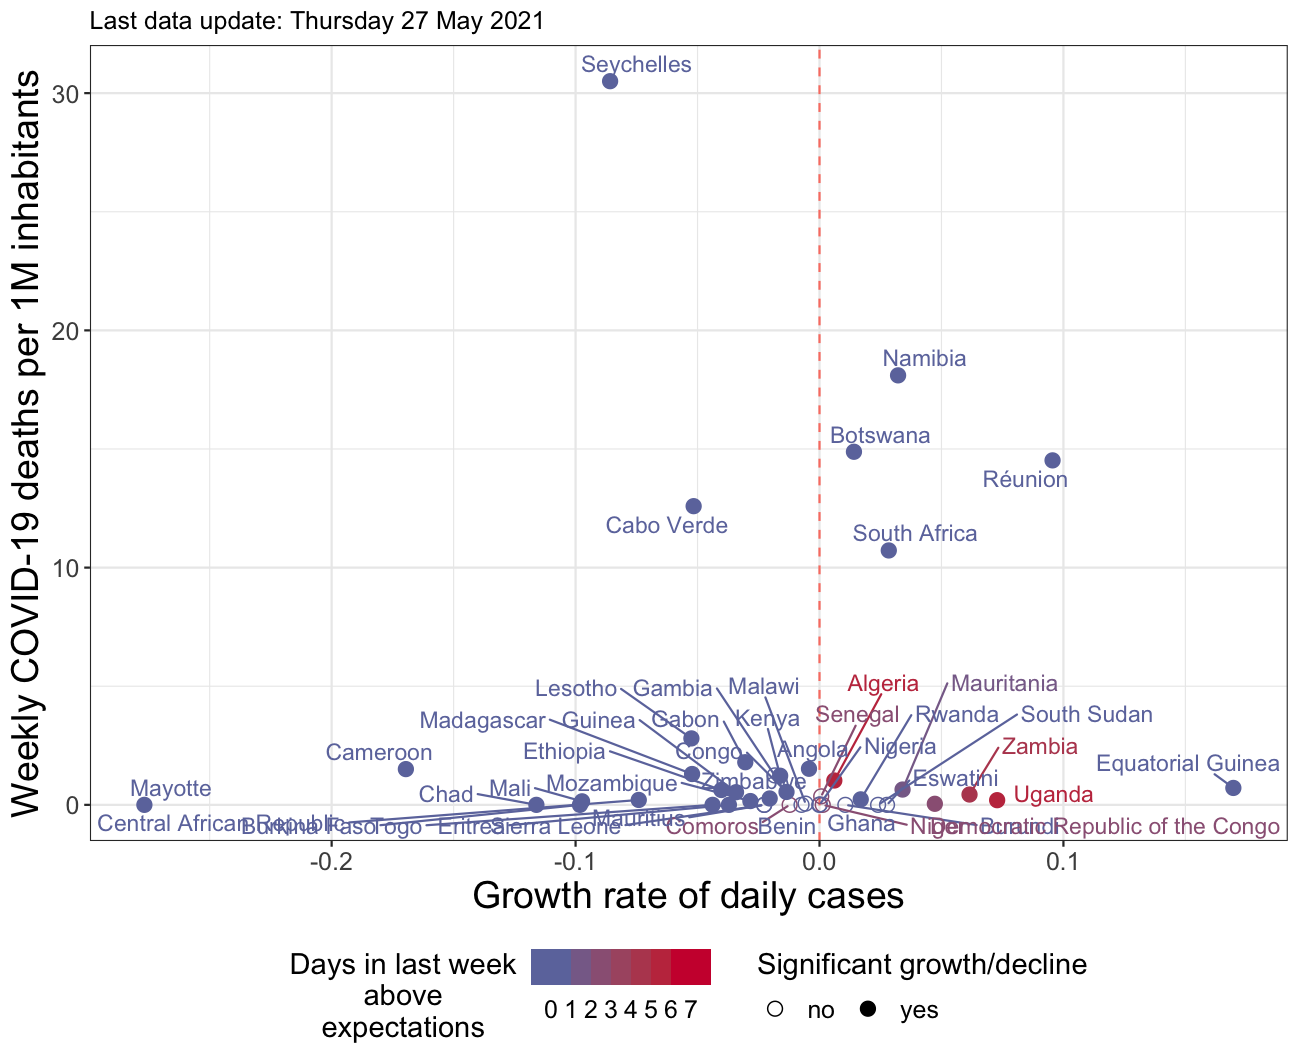 Last data update: Thursday 27 May 2021
Weekly COVID-19 deaths per 1M inhabitants
30
20
10
0
Seychelles
Namibia
Botswana
Réunion
Cabo Verde
South Africa
Lesotho
Gambia
Malawi
Algeria
Mauritania
Madagascar
Guinea
Gabon
Kenya
Senegal
Rwanda
South Sudan
Cameroon
Ethiopia
Congo
Angola
Nigeria
Zambia
Equatorial Guinea
Mayotte
Chad
Mali
Mozambique
Zimbabwe
Eswatini
Uganda
Central African Republic
Burkina Faso
Togo
Eritrea
Sierra Leone
Mauritius
Comoros
Benin
Ghana
Niger
Democratic Republic of the Congo
Burundi
-0.2
-0.1
0.0
0.1
Growth rate of daily cases
Days in last week
above
expectations
0 1 2 3 4 5 6 7
Significant growth/decline
no
yes